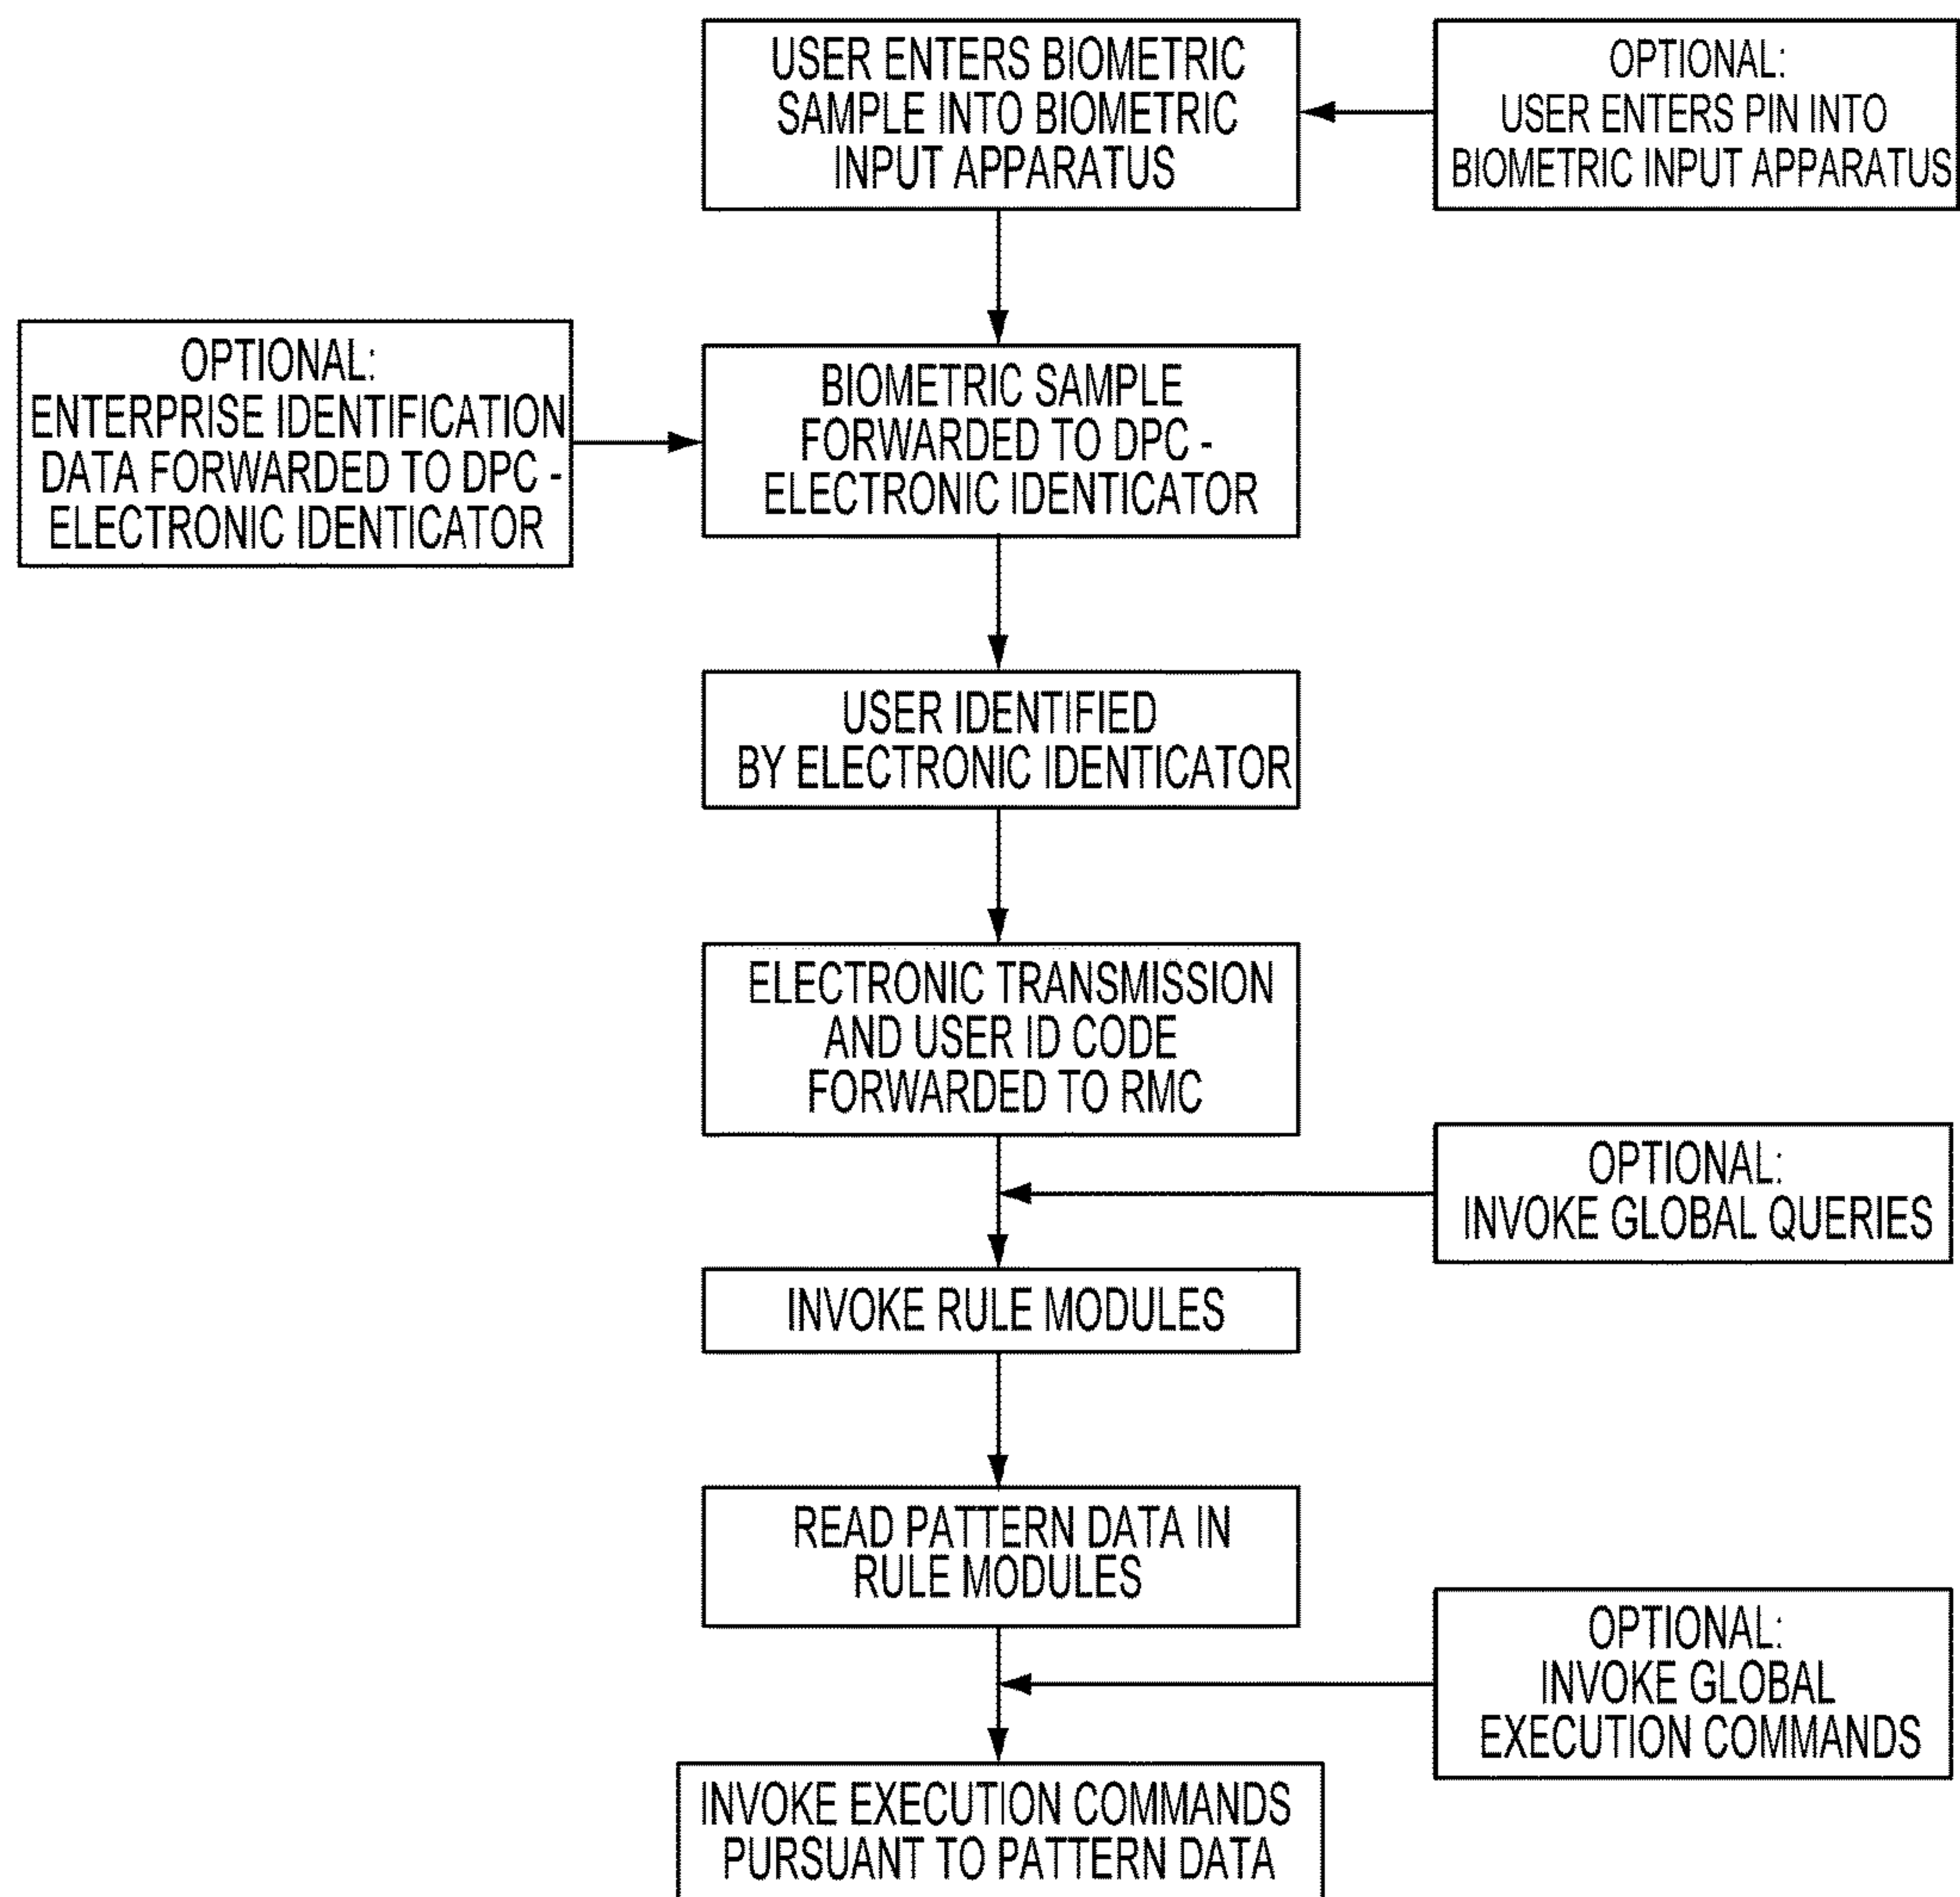 USER ENTERS BIOMETRIC
SAMPLE INTO BIOMETRIC
INPUT APPARATUS
OPTIONAL:
USER ENTERS PIN INTO
BIOMETRIC INPUT APPARATUS
OPTIONAL:
ENTERPRISE IDENTIFICATION
DATA FORWARDED TO DPC -
ELECTRONIC IDENTICATOR
BIOMETRIC SAMPLE
FORWARDED TO DPC -
ELECTRONIC IDENTICATOR
USER IDENTIFIED
BY ELECTRONIC IDENTICATOR
ELECTRONIC TRANSMISSION
AND USER ID CODE
FORWARDED TO RMC
OPTIONAL:
INVOKE GLOBAL QUERIES
INVOKE RULE MODULES
READ PATTERN DATA IN
RULE MODULES
OPTIONAL:
INVOKE GLOBAL
EXECUTION COMMANDS
INVOKE EXECUTION COMMANDS
PURSUANT TO PATTERN DATA